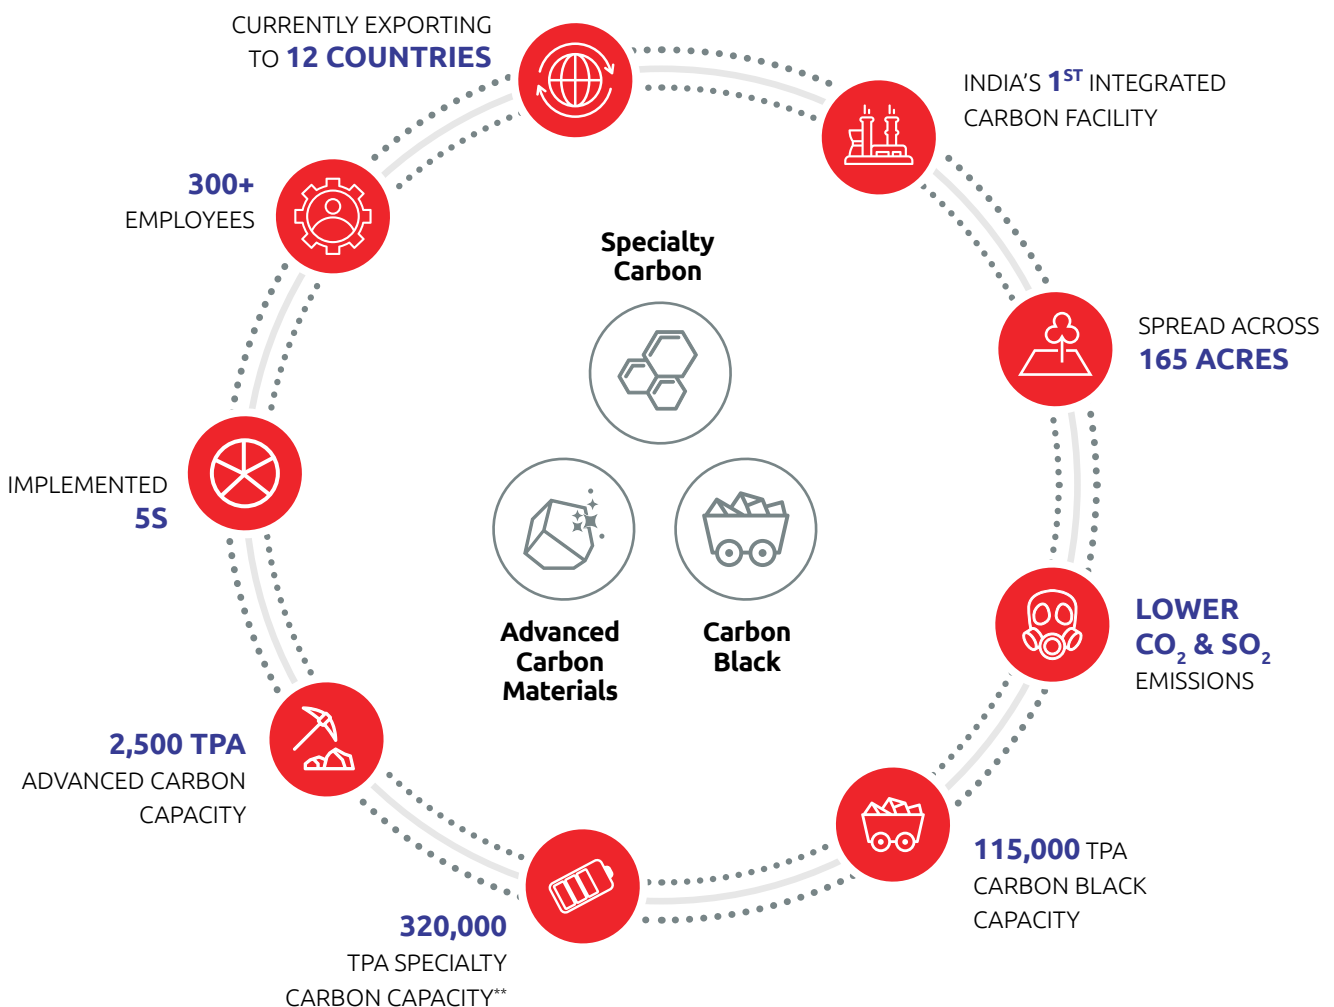 CURRENTLY EXPORTING
TO 12 COUNTRIES
INDIA’S 1ST INTEGRATED
CARBON FACILITY
300+
EMPLOYEES
Specialty
Carbon
SPREAD ACROSS
165 ACRES
IMPLEMENTED
5S
LOWER
CO2 & SO2
EMISSIONS
Advanced
Carbon
Materials
Carbon
Black
2,500 TPA
ADVANCED CARBON
CAPACITY
115,000 TPA
CARBON BLACK
CAPACITY
320,000
TPA SPECIALTY
CARBON CAPACITY**